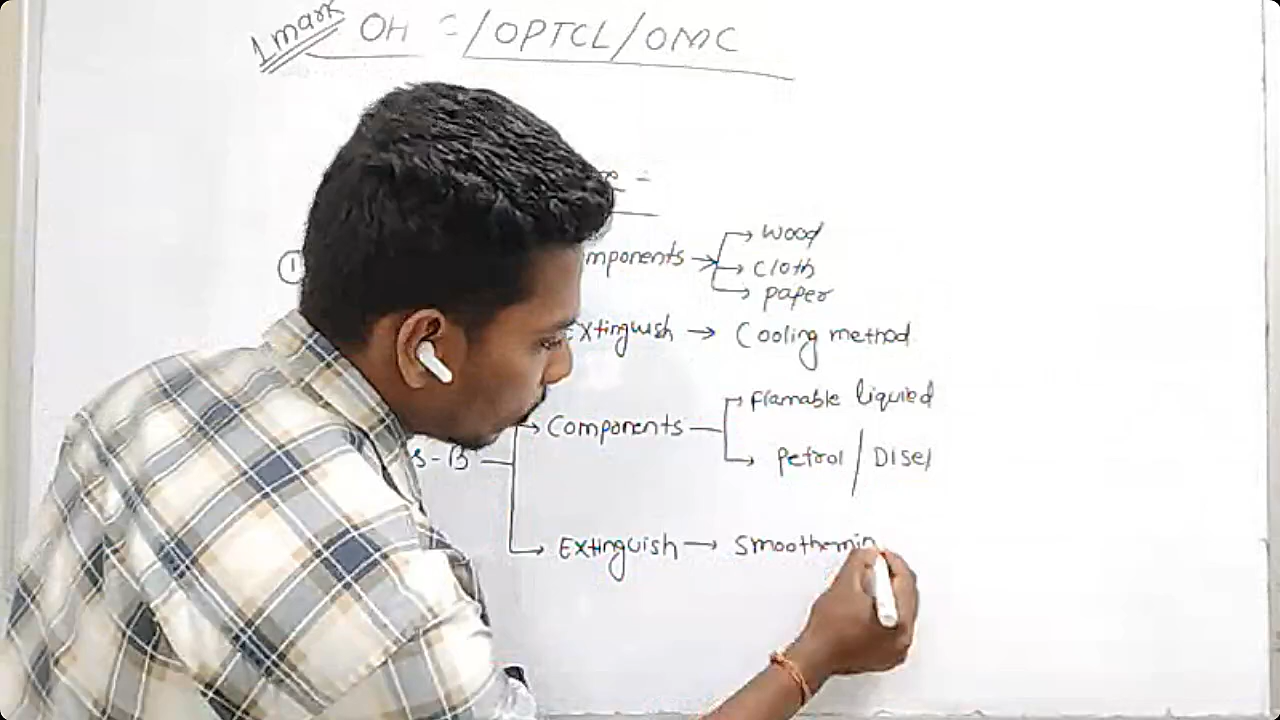 1 mark OH = /OPTCL/OMC
① mponents → wood
→ cloth
→ paper
Extinguish → Cooling method
s-B → Components → Flamable liquied
→ Petrol / Disel
→ Extinguish → Smoothemin